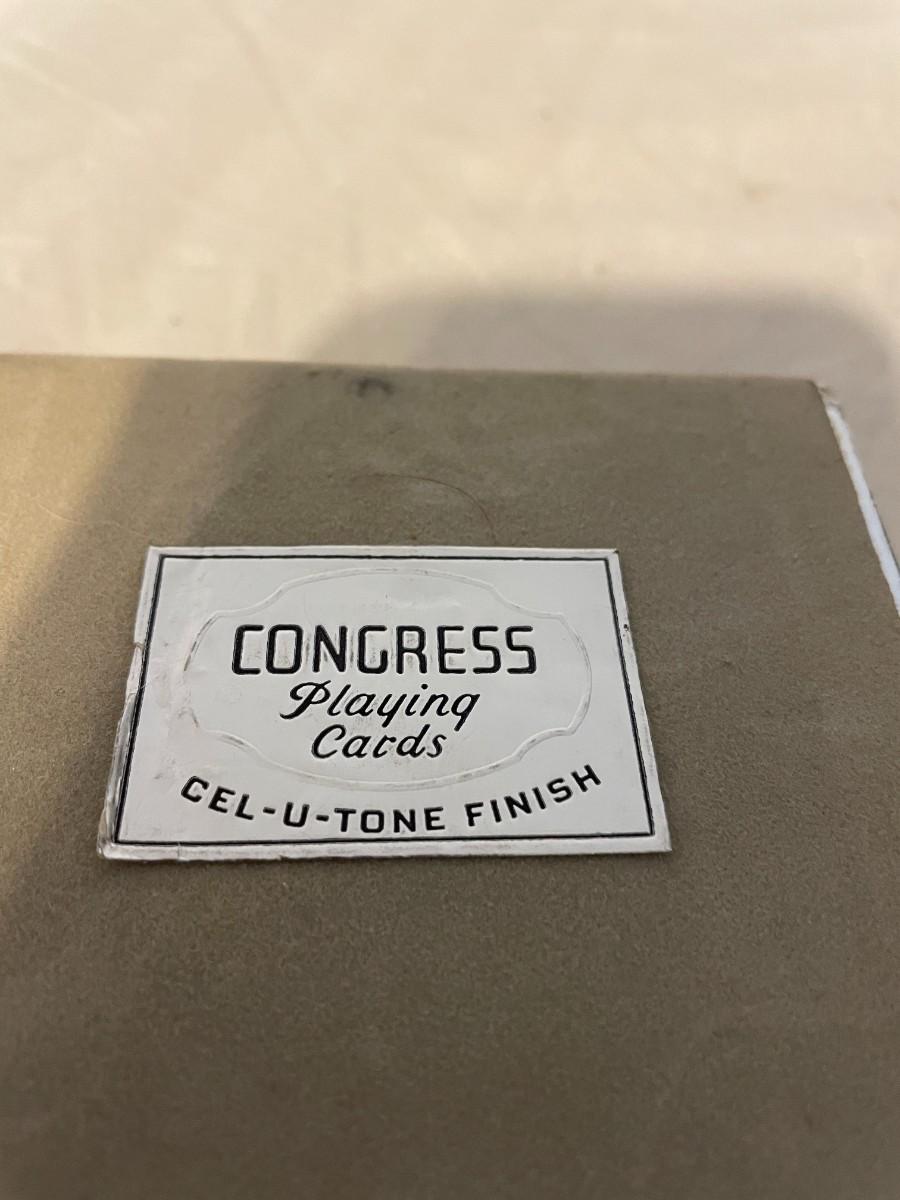 CONGRESS
Playing
Cards
CEL-U-TONE FINISH